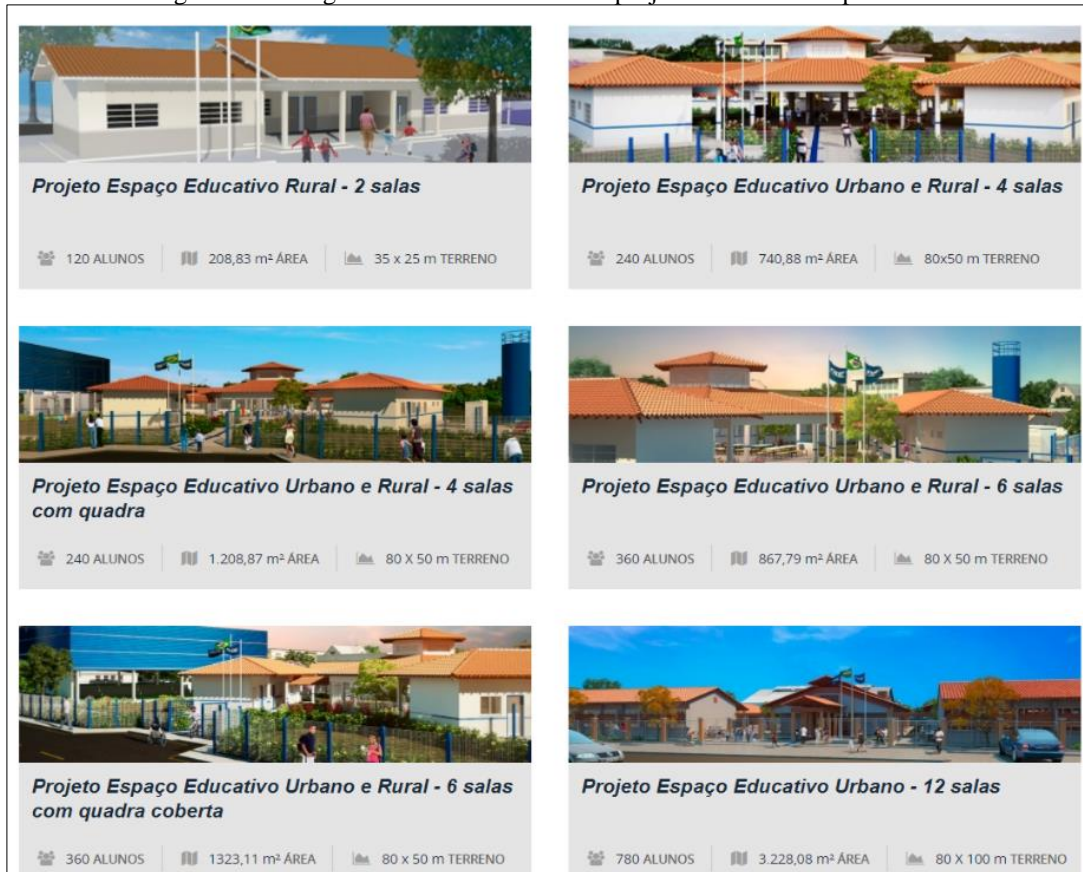 Projeto Espaço Educativo Rural - 2 salas
120 ALUNOS 208,83 m² ÁREA 35 x 25 m TERRENO
Projeto Espaço Educativo Urbano e Rural - 4 salas
240 ALUNOS 740,88 m² ÁREA 80x50 m TERRENO
Projeto Espaço Educativo Urbano e Rural - 4 salas
com quadra
240 ALUNOS 1.208,87 m² ÁREA 80 X 50 m TERRENO
Projeto Espaço Educativo Urbano e Rural - 6 salas
360 ALUNOS 867,79 m² ÁREA 80 X 50 m TERRENO
Projeto Espaço Educativo Urbano e Rural - 6 salas
com quadra coberta
360 ALUNOS 1323,11 m² ÁREA 80 x 50 m TERRENO
Projeto Espaço Educativo Urbano - 12 salas
780 ALUNOS 3.228,08 m² ÁREA 80 X 100 m TERRENO